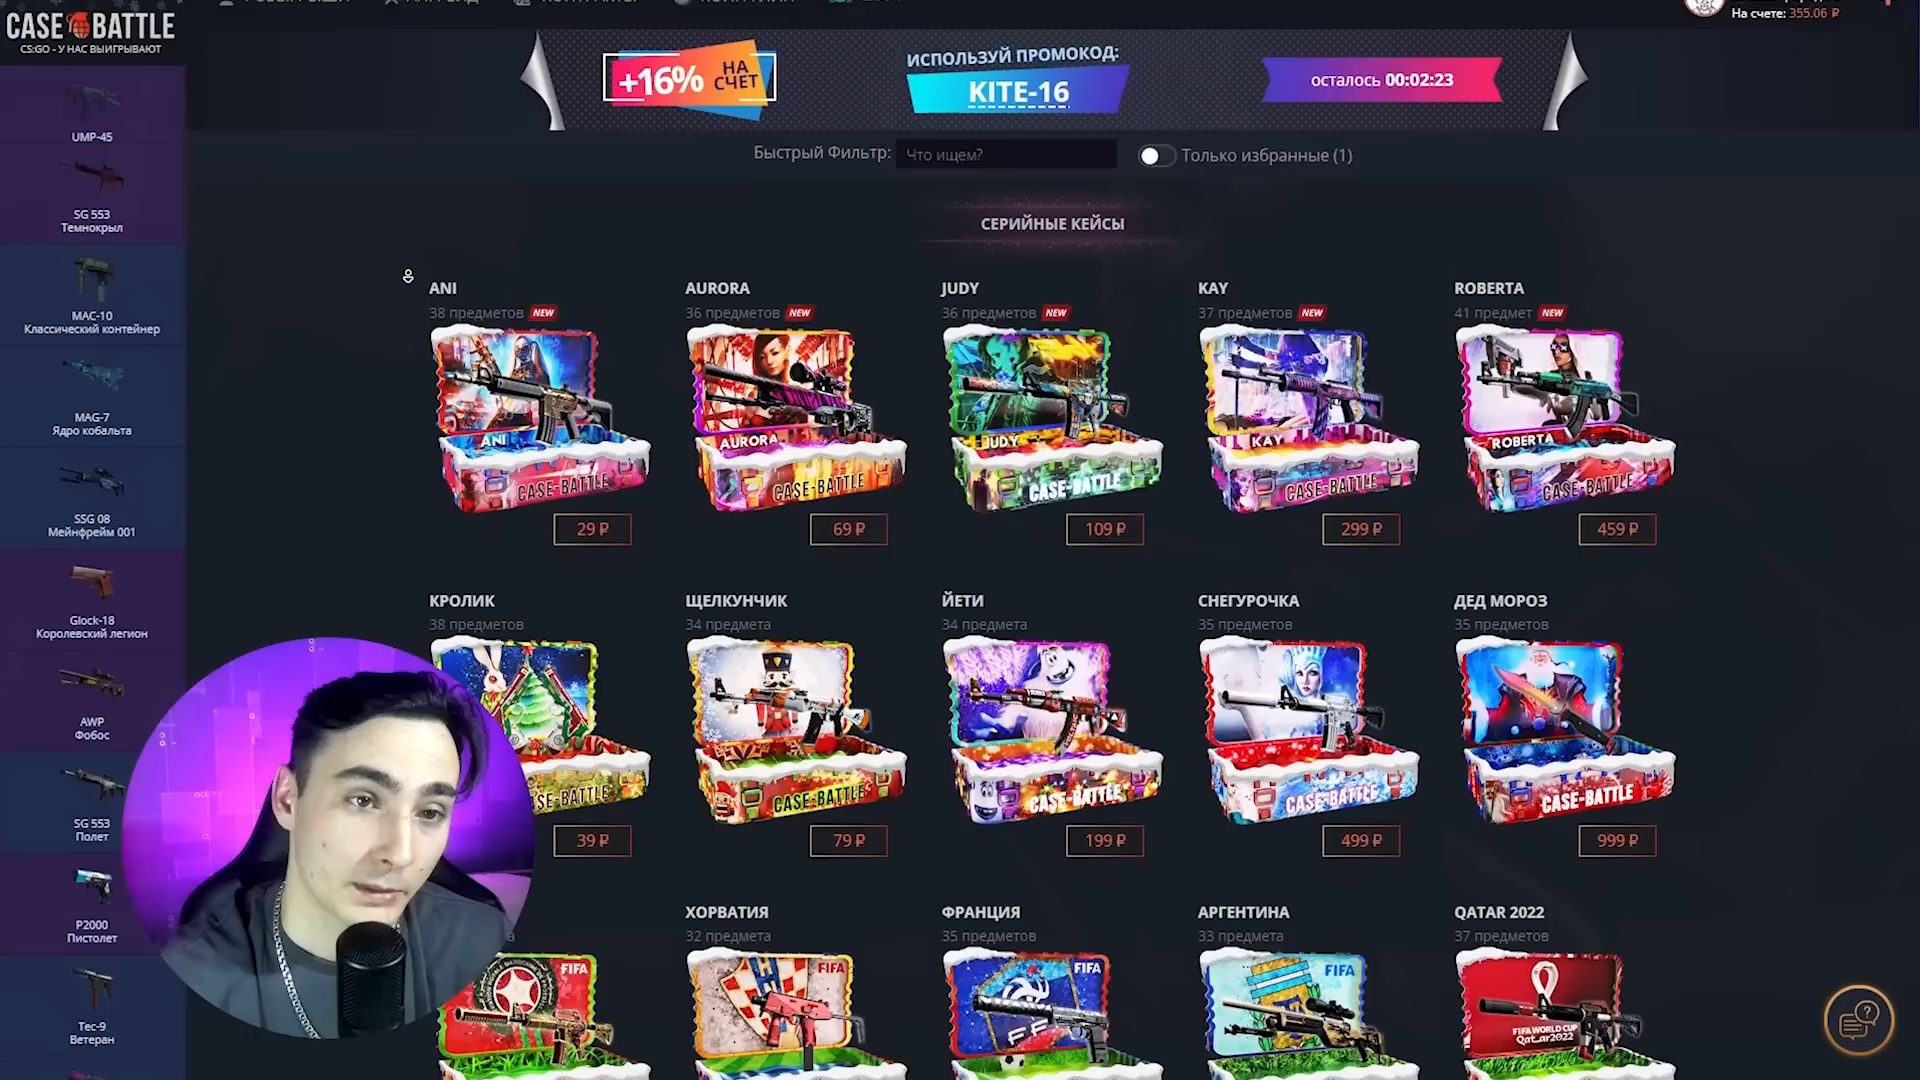 CASE BATTLE
CS:GO - У НАС ВЫИГРЫВАЮТ
На счете: 355.06 ₽
+16% НА СЧЕТ
ИСПОЛЬЗУЙ ПРОМОКОД:
KITE-16
осталось 00:02:23
Быстрый Фильтр: Что ищем? Только избранные (1)
СЕРИЙНЫЕ КЕЙСЫ
UMP-45
SG 553
Темнокрыл
MAC-10
Классический контейнер
MAG-7
Ядро кобальта
SSG 08
Мейнфрейм 001
Glock-18
Королевский легион
AWP
Фобос
SG 553
Полет
P2000
Пистолет
Tec-9
Ветеран
ANI
38 предметов NEW
ANI
CASE-BATTLE
29 ₽
AURORA
36 предметов NEW
AURORA
CASE-BATTLE
69 ₽
JUDY
36 предметов NEW
JUDY
CASE-BATTLE
109 ₽
KAY
37 предметов NEW
KAY
CASE-BATTLE
299 ₽
ROBERTA
41 предмет NEW
ROBERTA
CASE-BATTLE
459 ₽
КРОЛИК
38 предметов
SE-BATTLE
39 ₽
ЩЕЛКУНЧИК
34 предмета
CASE-BATTLE
79 ₽
ЙЕТИ
34 предмета
CASE-BATTLE
199 ₽
СНЕГУРОЧКА
35 предметов
CASE-BATTLE
499 ₽
ДЕД МОРОЗ
35 предметов
CASE-BATTLE
999 ₽
FIFA
ХОРВАТИЯ
32 предмета
FIFA
ФРАНЦИЯ
35 предметов
FIFA
FF
АРГЕНТИНА
33 предмета
FIFA
QATAR 2022
37 предметов
FIFA WORLD CUP
Qatar2022